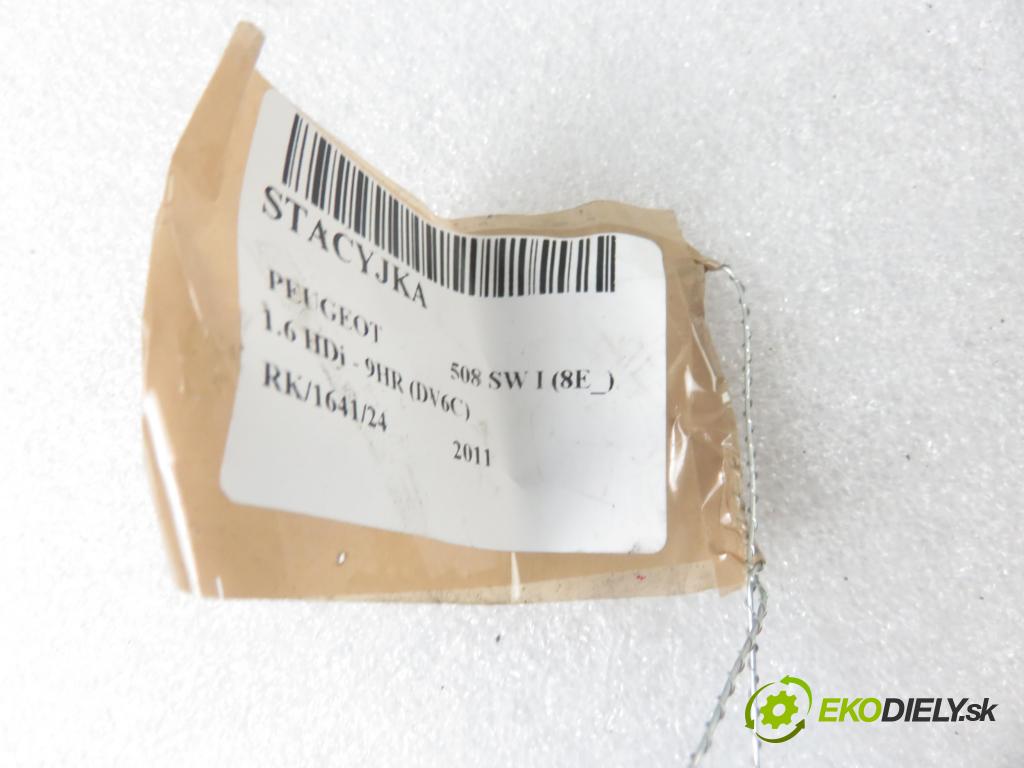 STACYJKA
PEUGEOT 508 SW I (8E_)
1.6 HDi - 9HR (DV6C)
RK/1641/24 2011
EKODIELY.sk